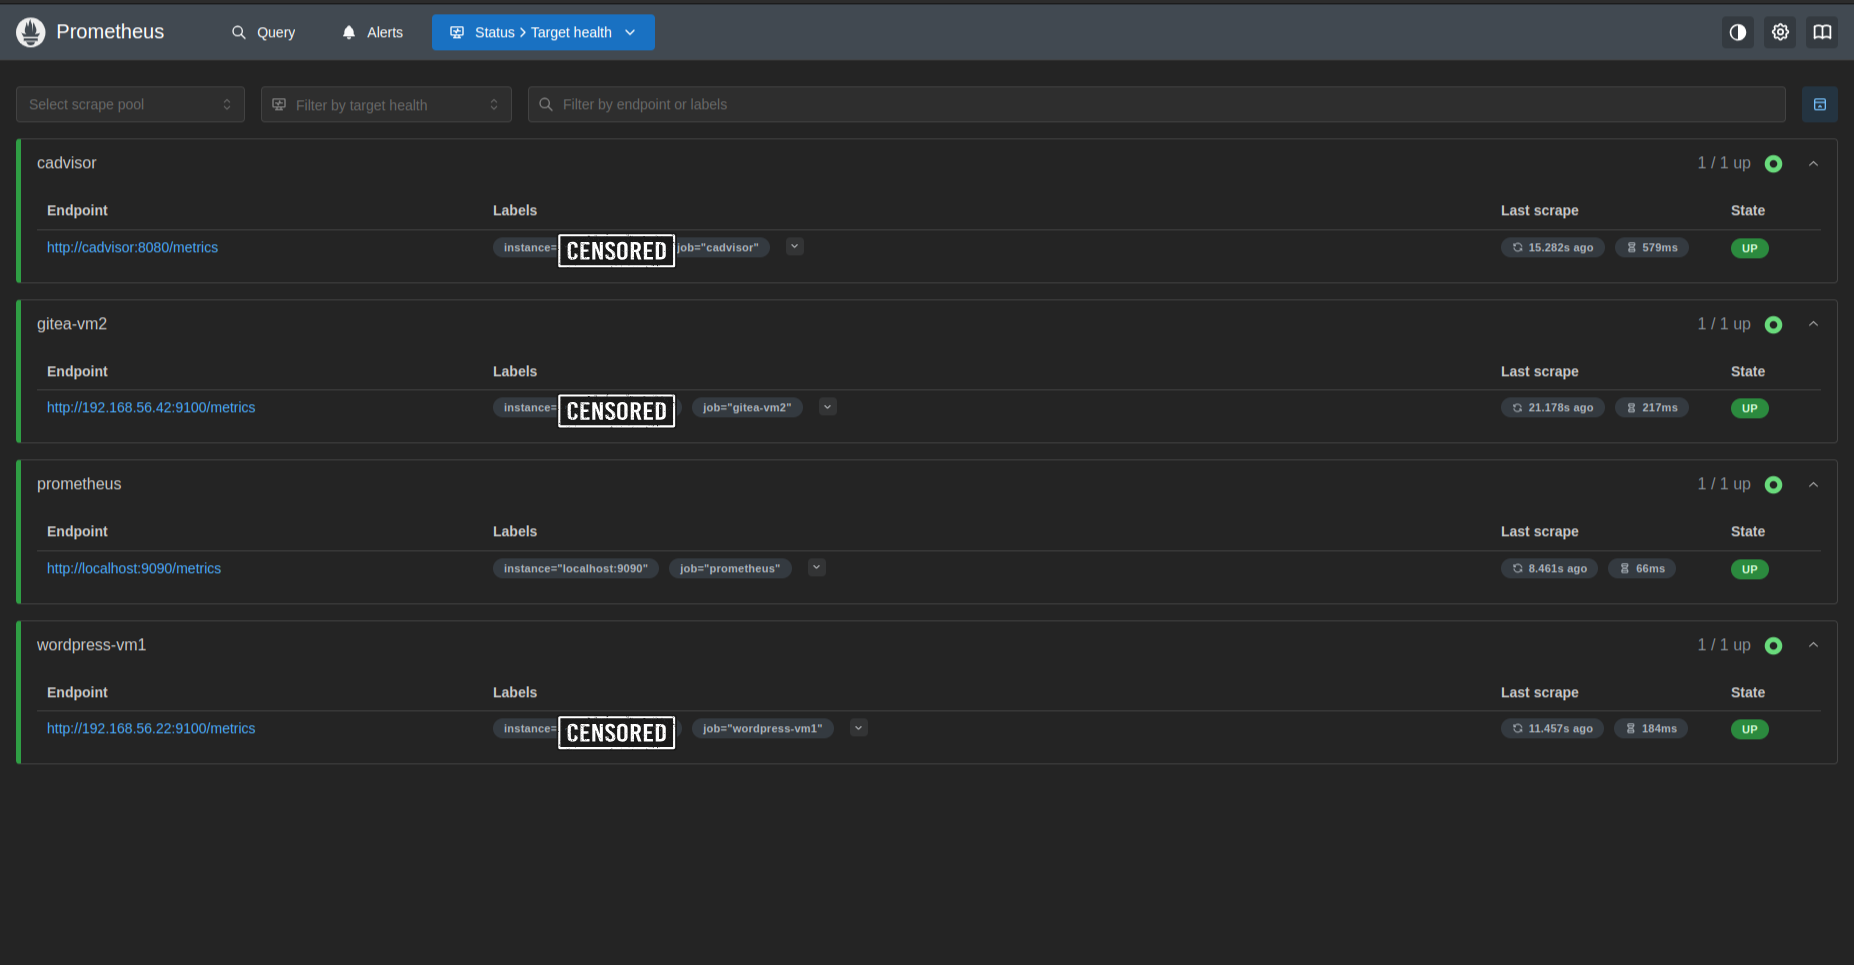 Prometheus Query Alerts Status > Target health
Select scrape pool Filter by target health Filter by endpoint or labels
cadvisor 1 / 1 up
Endpoint Labels Last scrape State
http://cadvisor:8080/metrics instance= CENSORED job="cadvisor" 15.282s ago 579ms UP
gitea-vm2 1 / 1 up
Endpoint Labels Last scrape State
http://192.168.56.42:9100/metrics instance= CENSORED job="gitea-vm2" 21.178s ago 217ms UP
prometheus 1 / 1 up
Endpoint Labels Last scrape State
http://localhost:9090/metrics instance="localhost:9090" job="prometheus" 8.461s ago 66ms UP
wordpress-vm1 1 / 1 up
Endpoint Labels Last scrape State
http://192.168.56.22:9100/metrics instance= CENSORED job="wordpress-vm1" 11.457s ago 184ms UP